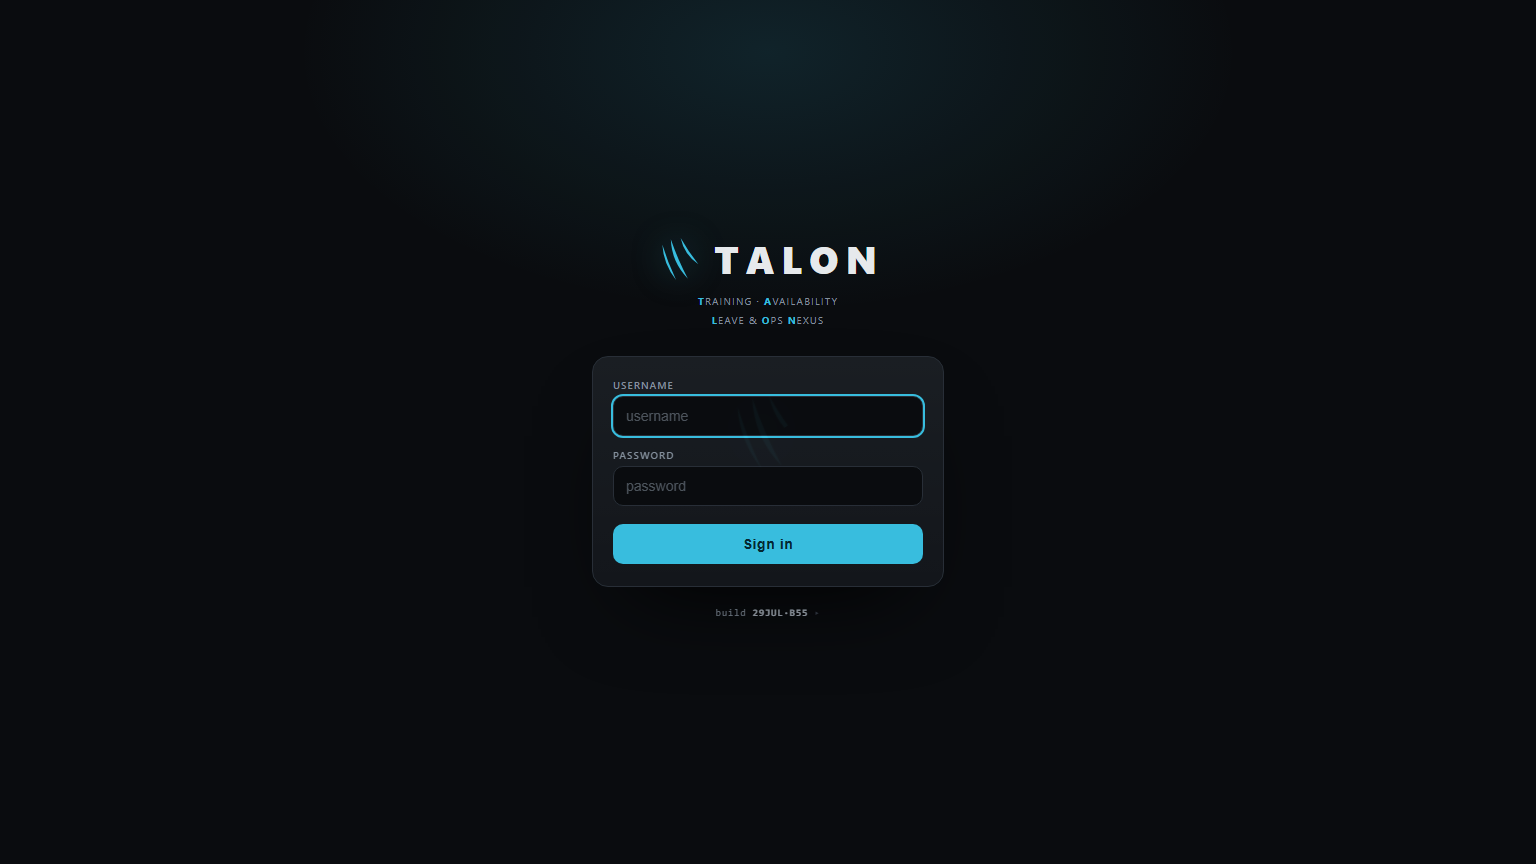 TALON
TRAINING · AVAILABILITY
LEAVE & OPS NEXUS
USERNAME
username
PASSWORD
password
Sign in
build 29JUL-B55 -